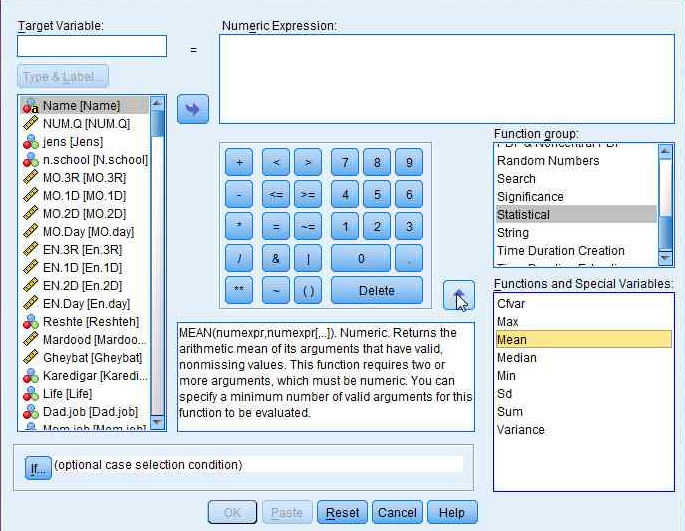 Target Variable:
Numeric Expression:
=
Type & Label...
Name [Name]
NUM.Q [NUM.Q]
jens [Jens]
n.school [N.school]
MO.3R [MO.3R]
MO.1D [MO.1D]
MO.2D [MO.2D]
MO.Day [MO.day]
EN.3R [En.3R]
EN.1D [En.1D]
EN.2D [En.2D]
EN.Day [En.day]
Reshte [Reshteh]
Mardood [Mardoo...
Gheybat [Gheybat]
Karedigar [Karedi...
Life [Life]
Dad.job [Dad.job]
Mom.job [Mom.job]
+ < > 7 8 9
- <= >= 4 5 6
* = ~= 1 2 3
/ & | 0 .
** ~ ( ) Delete
MEAN(numexpr,numexpr[,..]). Numeric. Returns the
arithmetic mean of its arguments that have valid,
nonmissing values. This function requires two or
more arguments, which must be numeric. You can
specify a minimum number of valid arguments for this
function to be evaluated.
Function group:
PDF & Noncentral PDF
Random Numbers
Search
Significance
Statistical
String
Time Duration Creation
Functions and Special Variables:
Cfvar
Max
Mean
Median
Min
Sd
Sum
Variance
If... (optional case selection condition)
OK Paste Reset Cancel Help